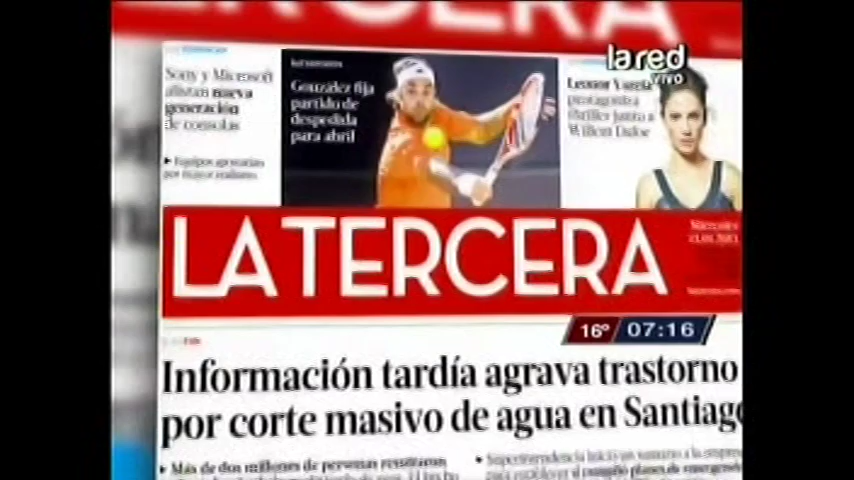 la red
VIVO
Sony y Microsoft
alistan nueva
generación
de consolas
González fija
partido de
despedida
para abril
Leonor Varela
protagoniza
thriller junto a
Willem Dafoe
LA TERCERA
Miércoles
16° 07:16
Información tardía agrava trastorno
por corte masivo de agua en Santiago
Más de dos millones de personas resultaron